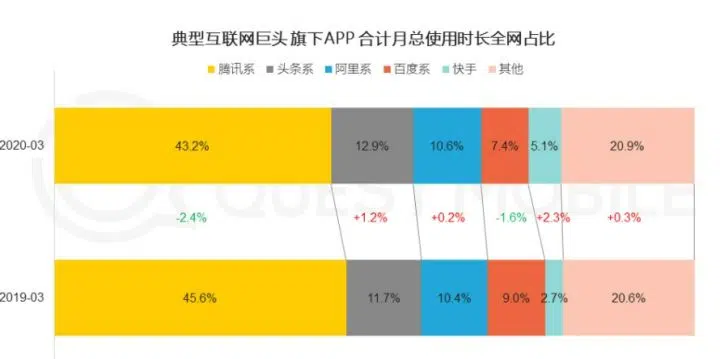 典型互联网巨头 旗下APP 合计月总使用时长全网占比
腾讯系 头条系 阿里系 百度系 快手 其他
2020-03 43.2% 12.9% 10.6% 7.4% 5.1% 20.9%
-2.4% +1.2% +0.2% -1.6% +2.3% +0.3%
QUESTMOBILE
2019-03 45.6% 11.7% 10.4% 9.0% 2.7% 20.6%